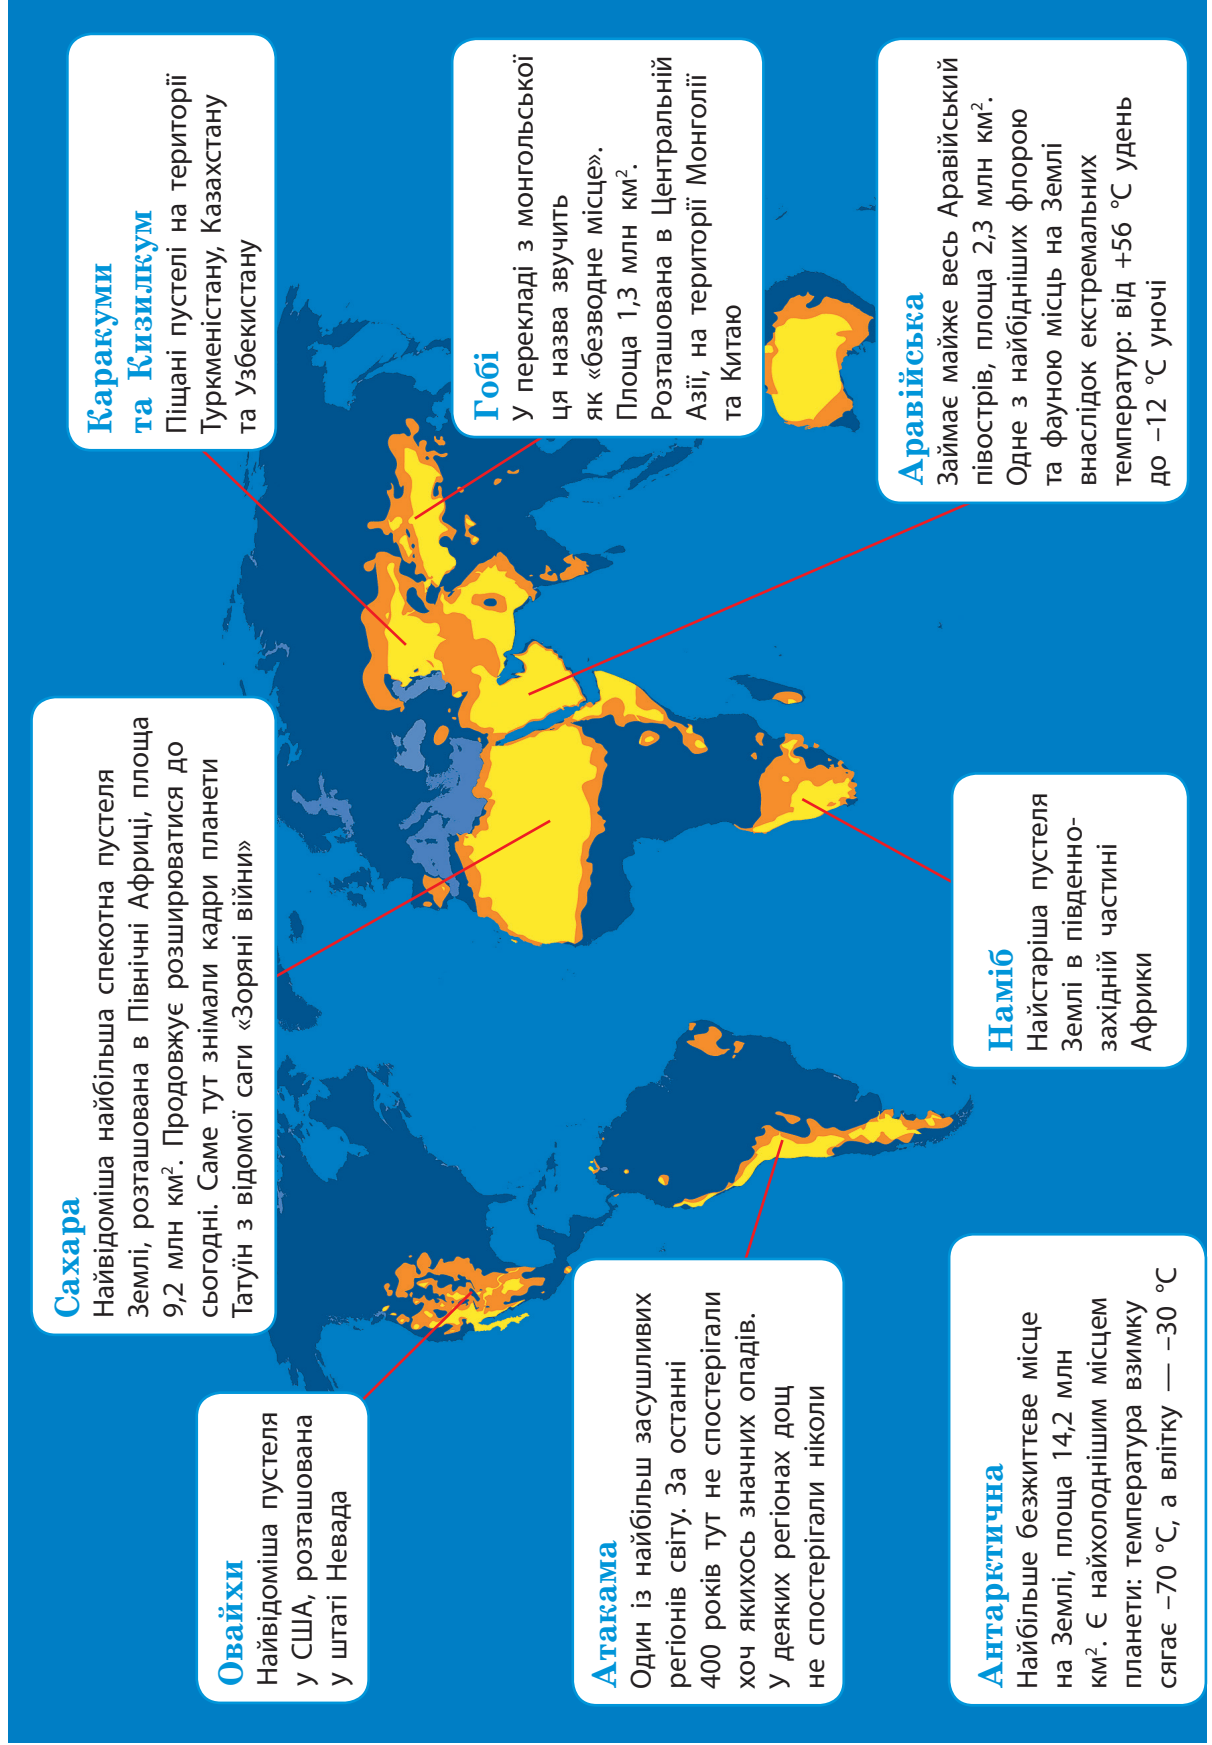 Овайхи
Найвідоміша пустеля
у США, розташована
у штаті Невада
Сахара
Найвідоміша найбільша спекотна пустеля
Землі, розташована в Північні Африці, площа
9,2 млн км². Продовжує розширюватися до
сьогодні. Саме тут знімали кадри планети
Татуїн з відомої саги «Зоряні війни»
Каракуми
та Кизилкум
Піщані пустелі на території
Туркменістану, Казахстану
та Узбекистану
Атакама
Один із найбільш засушливих
регіонів світу. За останні
400 років тут не спостерігали
хоч якихось значних опадів.
У деяких регіонах дощ
не спостерігали ніколи
Гобі
У перекладі з монгольської
ця назва звучить
як «безводне місце».
Площа 1,3 млн км².
Розташована в Центральній
Азії, на території Монголії
та Китаю
Антарктична
Найбільше безжиттєве місце
на Землі, площа 14,2 млн
км². Є найхолоднішим місцем
планети: температура взимку
сягає −70 °С, а влітку — −30 °С
Наміб
Найстаріша пустеля
Землі в південно-
західній частині
Африки
Аравійська
Займає майже весь Аравійський
півострів, площа 2,3 млн км².
Одне з найбідніших флорою
та фауною місць на Землі
внаслідок екстремальних
температур: від +56 °С удень
до −12 °С уночі